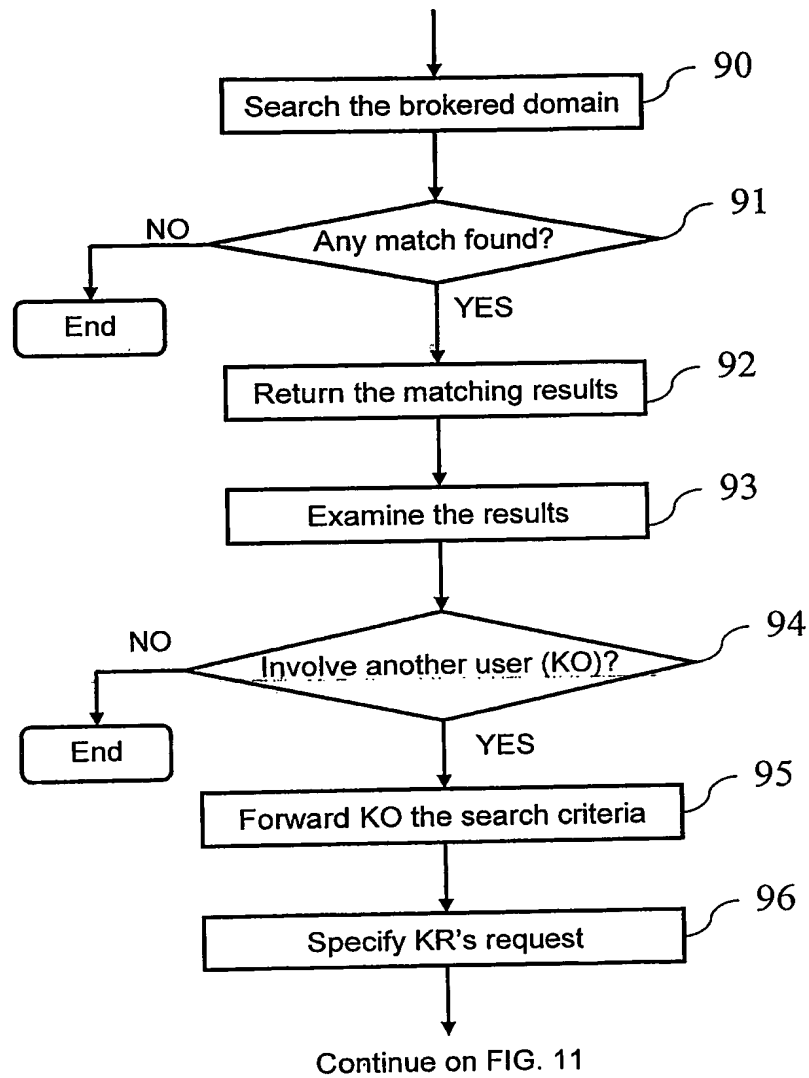 90
Search the brokered domain
91
NO
Any match found?
End
YES
92
Return the matching results
93
Examine the results
94
NO
Involve another user (KO)?
End
YES
95
Forward KO the search criteria
96
Specify KR's request
Continue on FIG. 11